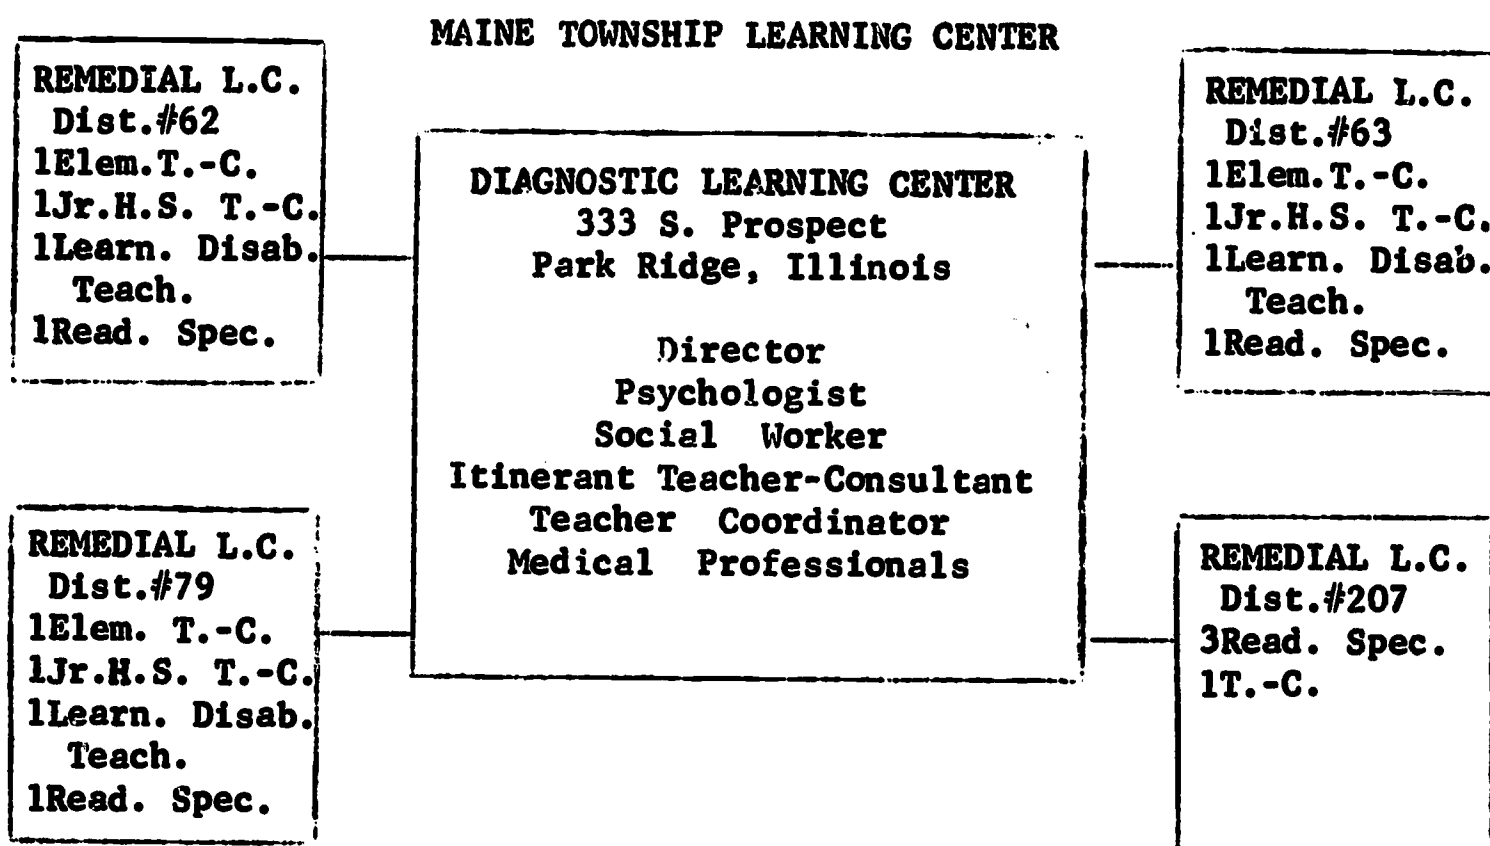 MAINE TOWNSHIP LEARNING CENTER
REMEDIAL L.C.
Dist.#62
1Elem.T.-C.
1Jr.H.S. T.-C.
1Learn. Disab.
Teach.
1Read. Spec.
DIAGNOSTIC LEARNING CENTER
333 S. Prospect
Park Ridge, Illinois
Director
Psychologist
Social Worker
Itinerant Teacher-Consultant
Teacher Coordinator
Medical Professionals
REMEDIAL L.C.
Dist.#63
1Elem.T.-C.
1Jr.H.S. T.-C.
1Learn. Disab.
Teach.
1Read. Spec.
REMEDIAL L.C.
Dist.#79
1Elem. T.-C.
1Jr.H.S. T.-C.
1Learn. Disab.
Teach.
1Read. Spec.
REMEDIAL L.C.
Dist.#207
3Read. Spec.
1T.-C.